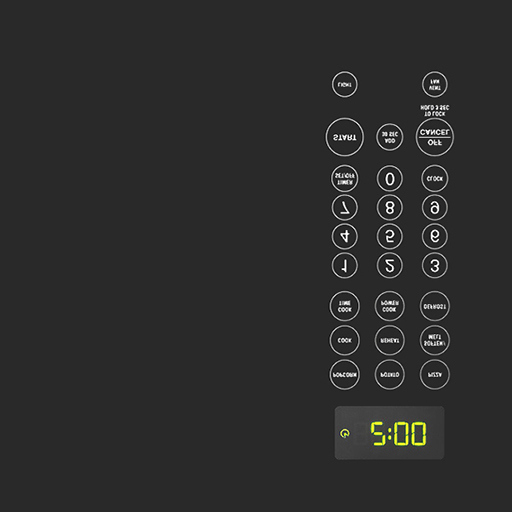 2:00
POPCORN POTATO PIZZA
COOK REHEAT SOFTEN/
MELT
COOK
TIME
COOK
POWER
DEFROST
1 2 3
4 5 6
7 8 9
TIMER
SET/OFF
0
CLOCK
START
ADD
30 SEC
OFF
CANCEL
TO LOCK
HOLD 3 SEC
LIGHT
VENT
FAN